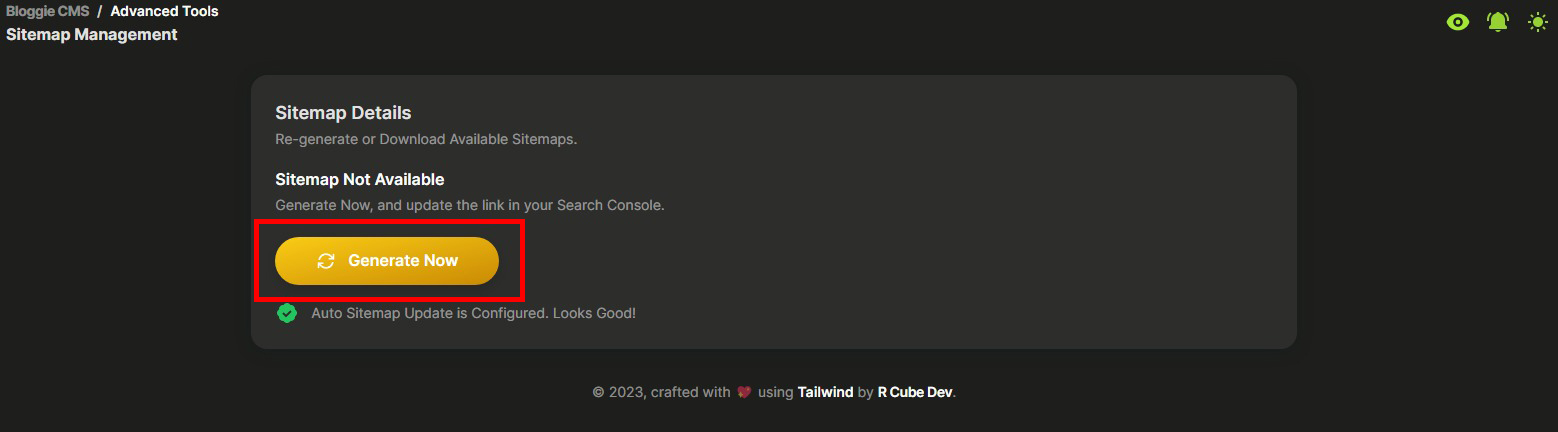 Bloggie CMS / Advanced Tools
Sitemap Management
Sitemap Details
Re-generate or Download Available Sitemaps.
Sitemap Not Available
Generate Now, and update the link in your Search Console.
Generate Now
Auto Sitemap Update is Configured. Looks Good!
© 2023, crafted with 💖 using Tailwind by R Cube Dev.